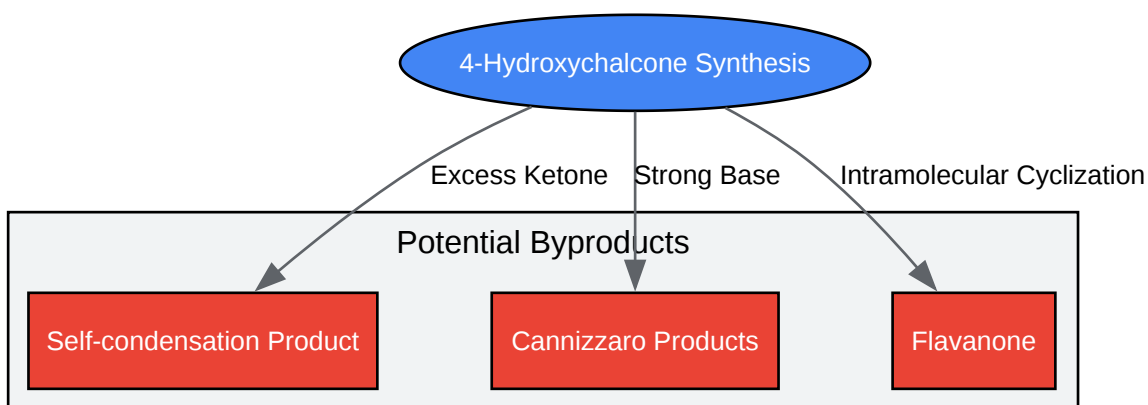 4-Hydroxychalcone Synthesis
Excess Ketone
Strong Base
Intramolecular Cyclization
Potential Byproducts
Self-condensation Product
Cannizzaro Products
Flavanone